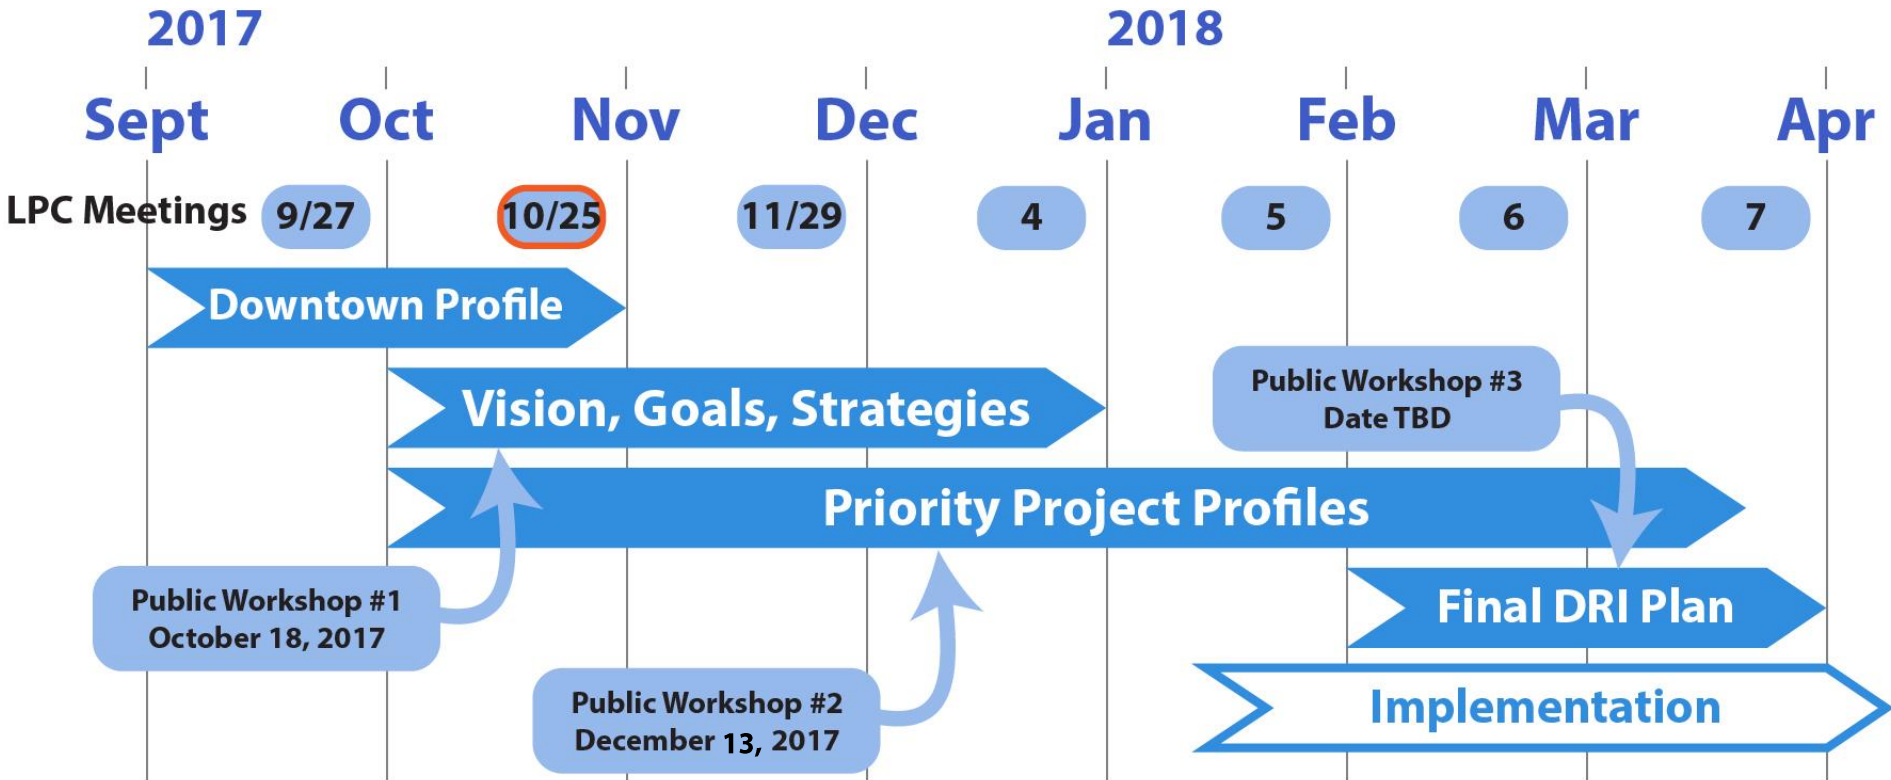 2017 2018
Sept Oct Nov Dec Jan Feb Mar Apr
LPC Meetings 9/27 10/25 11/29 4 5 6 7
Downtown Profile
Vision, Goals, Strategies
Public Workshop #3
Date TBD
Priority Project Profiles
Public Workshop #1
October 18, 2017
Final DRI Plan
Public Workshop #2
December 13, 2017
Implementation